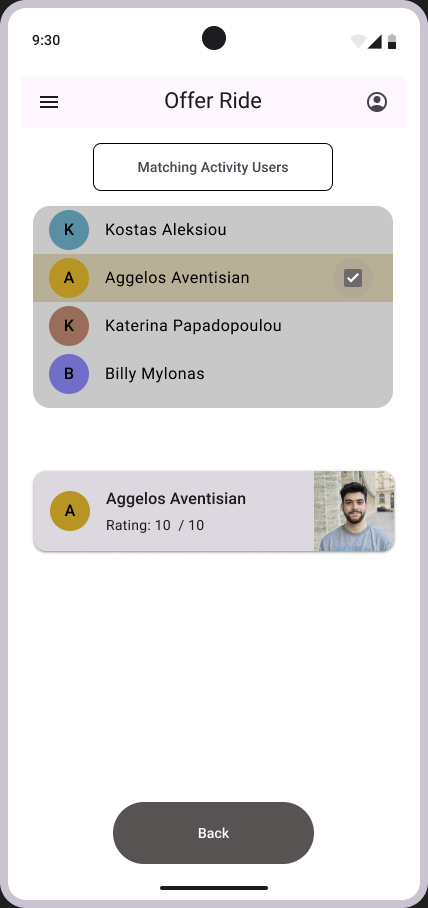 9:30
Offer Ride
Matching Activity Users
K Kostas Aleksiou
A Aggelos Aventisian
K Katerina Papadopoulou
B Billy Mylonas
A Aggelos Aventisian
Rating: 10 / 10
Back